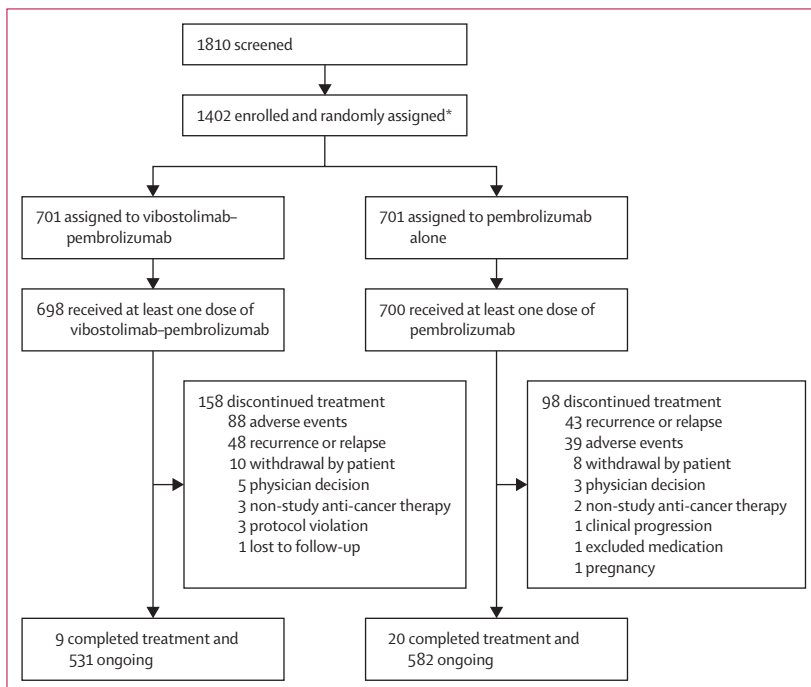 1810 screened
1402 enrolled and randomly assigned*
701 assigned to vibostolimab–
pembrolizumab
701 assigned to pembrolizumab
alone
698 received at least one dose of
vibostolimab–pembrolizumab
700 received at least one dose of
pembrolizumab
158 discontinued treatment
88 adverse events
48 recurrence or relapse
10 withdrawal by patient
5 physician decision
3 non-study anti-cancer therapy
3 protocol violation
1 lost to follow-up
98 discontinued treatment
43 recurrence or relapse
39 adverse events
8 withdrawal by patient
3 physician decision
2 non-study anti-cancer therapy
1 clinical progression
1 excluded medication
1 pregnancy
9 completed treatment and
531 ongoing
20 completed treatment and
582 ongoing